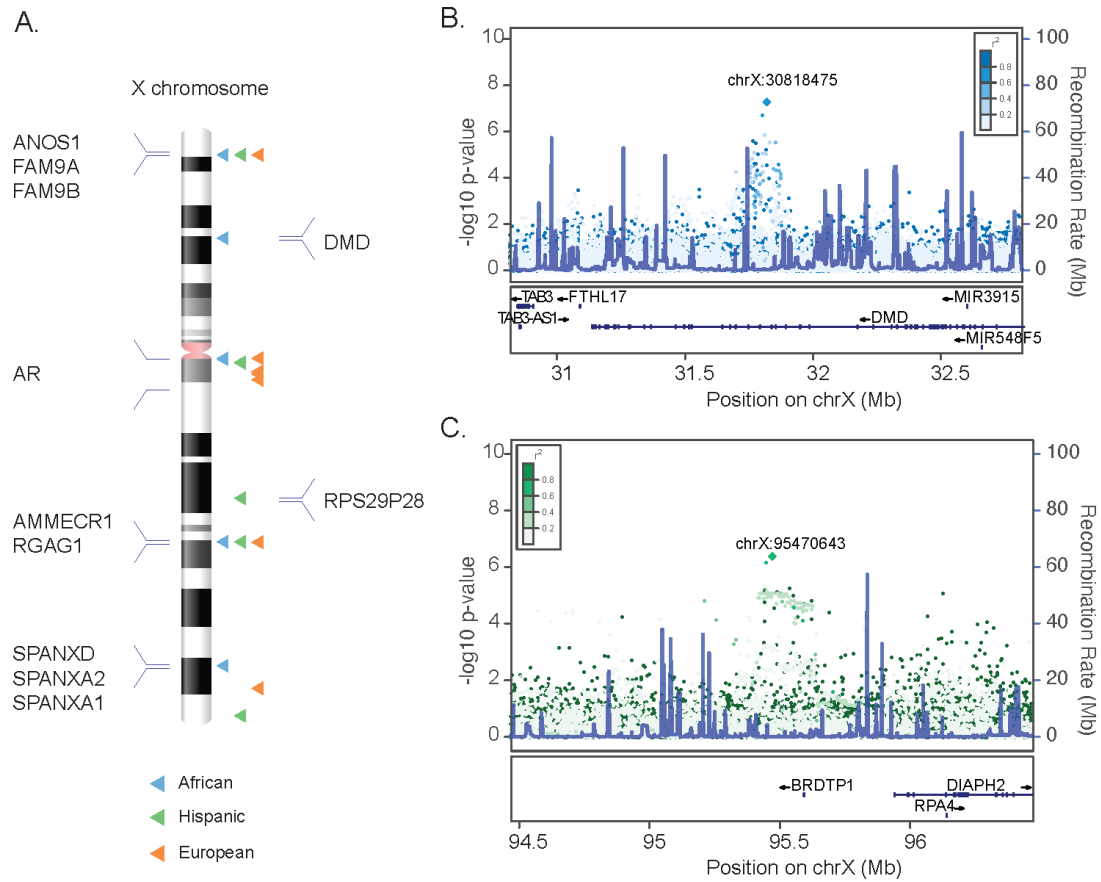 A.
X chromosome
ANOS1
FAM9A
FAM9B
DMD
AR
RPS29P28
AMMECR1
RGAG1
SPANXD
SPANXA2
SPANXA1
African
Hispanic
European
B.
10
8
6
4
2
0
-log10 p-value
100
80
60
40
20
0
Recombination Rate (Mb)
r²
0.8
0.6
0.4
0.2
chrX:30818475
TAB3
FTHL17
MIR3915
TAB3-AS1
DMD
MIR548F5
31
31.5
32
32.5
Position on chrX (Mb)
C.
10
8
6
4
2
0
-log10 p-value
100
80
60
40
20
0
Recombination Rate (Mb)
r²
0.8
0.6
0.4
0.2
chrX:95470643
BRDTP1
DIAPH2
RPA4
94.5
95
95.5
96
Position on chrX (Mb)